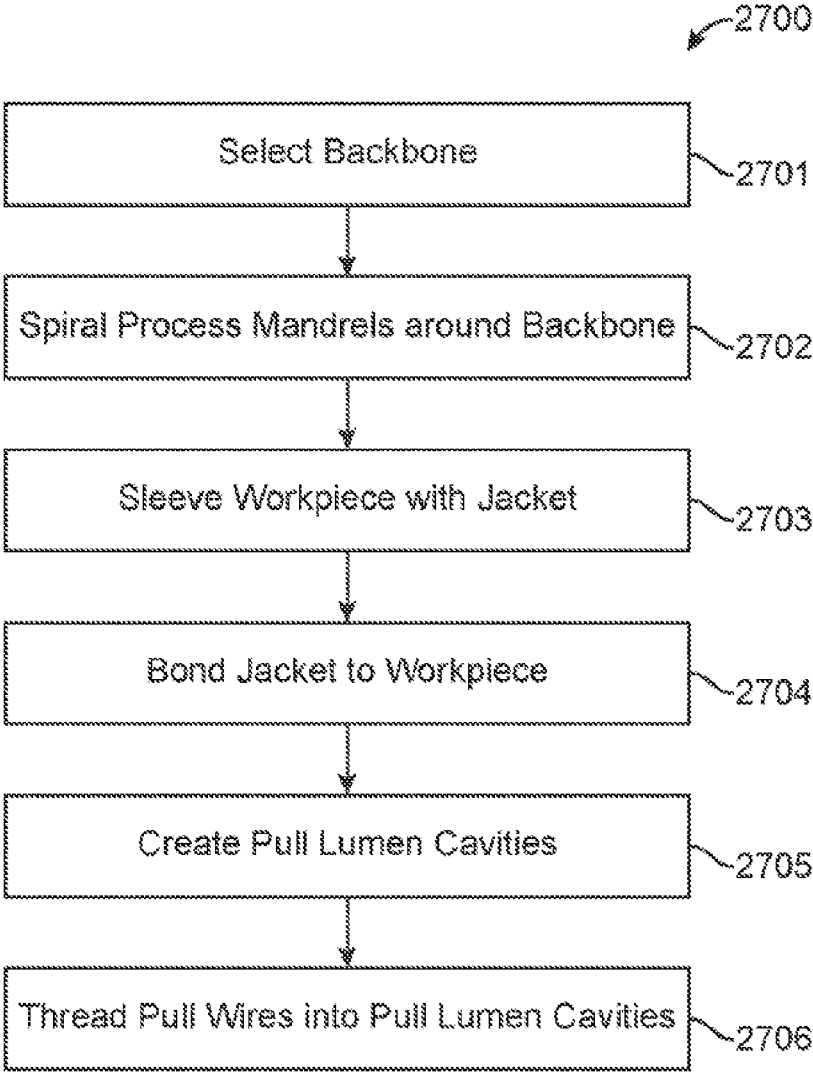 2700
Select Backbone
2701
Spiral Process Mandrels around Backbone
2702
Sleeve Workpiece with Jacket
2703
Bond Jacket to Workpiece
2704
Create Pull Lumen Cavities
2705
Thread Pull Wires into Pull Lumen Cavities
2706